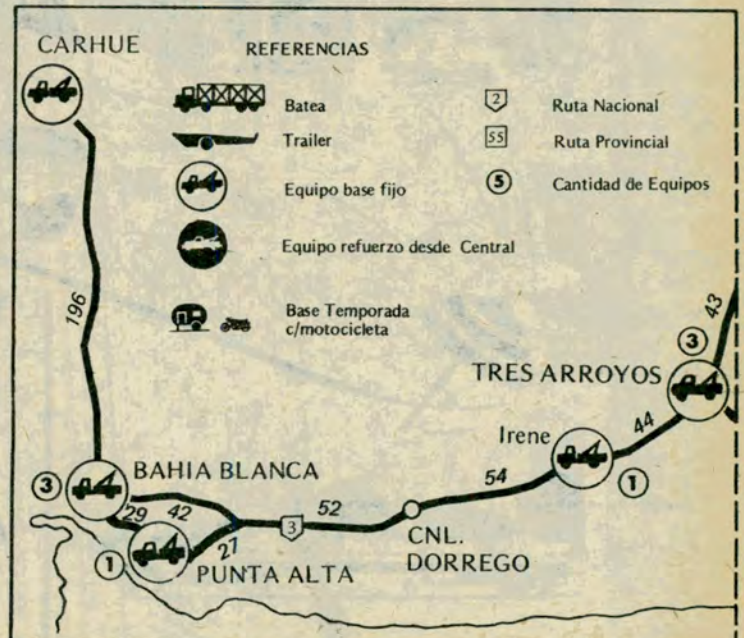 CARHUE
REFERENCIAS
Batea
Trailer
Equipo base fijo
Equipo refuerzo desde Central
Base Temporada
c/motocicleta
2
Ruta Nacional
55
Ruta Provincial
5
Cantidad de Equipos
196
43
3
TRES ARROYOS
44
Irene
1
54
3
BAHIA BLANCA
29
42
27
3
52
CNL.
DORREGO
1
PUNTA ALTA